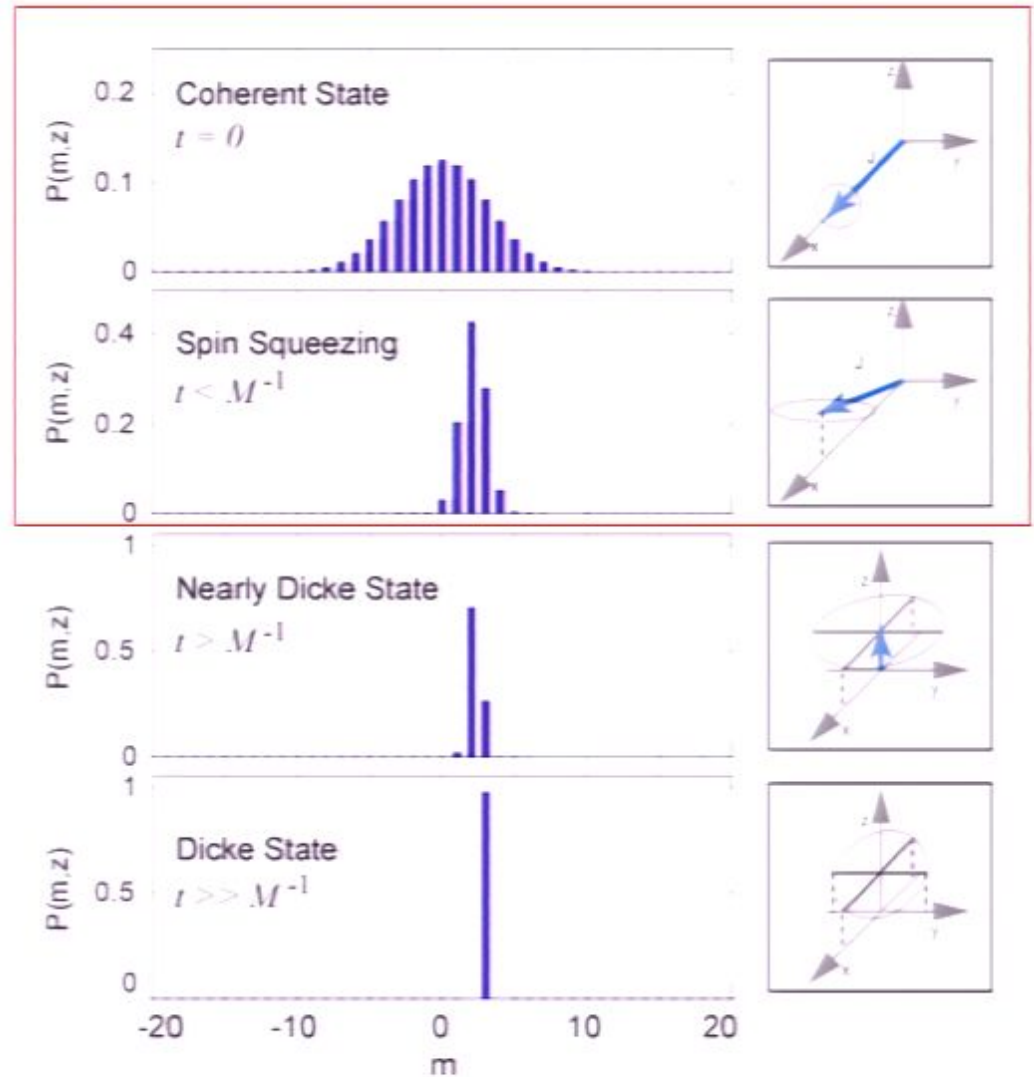 Coherent State
t = 0
P(m,z)
0.2
0.1
0
z
J
Y
X
Spin Squeezing
t < M⁻¹
P(m,z)
0.4
0.2
0
z
J
Y
X
Nearly Dicke State
t > M⁻¹
P(m,z)
1
0.5
0
z
Y
X
Dicke State
t >> M⁻¹
P(m,z)
1
0.5
0
z
Y
X
-20
-10
0
10
20
m